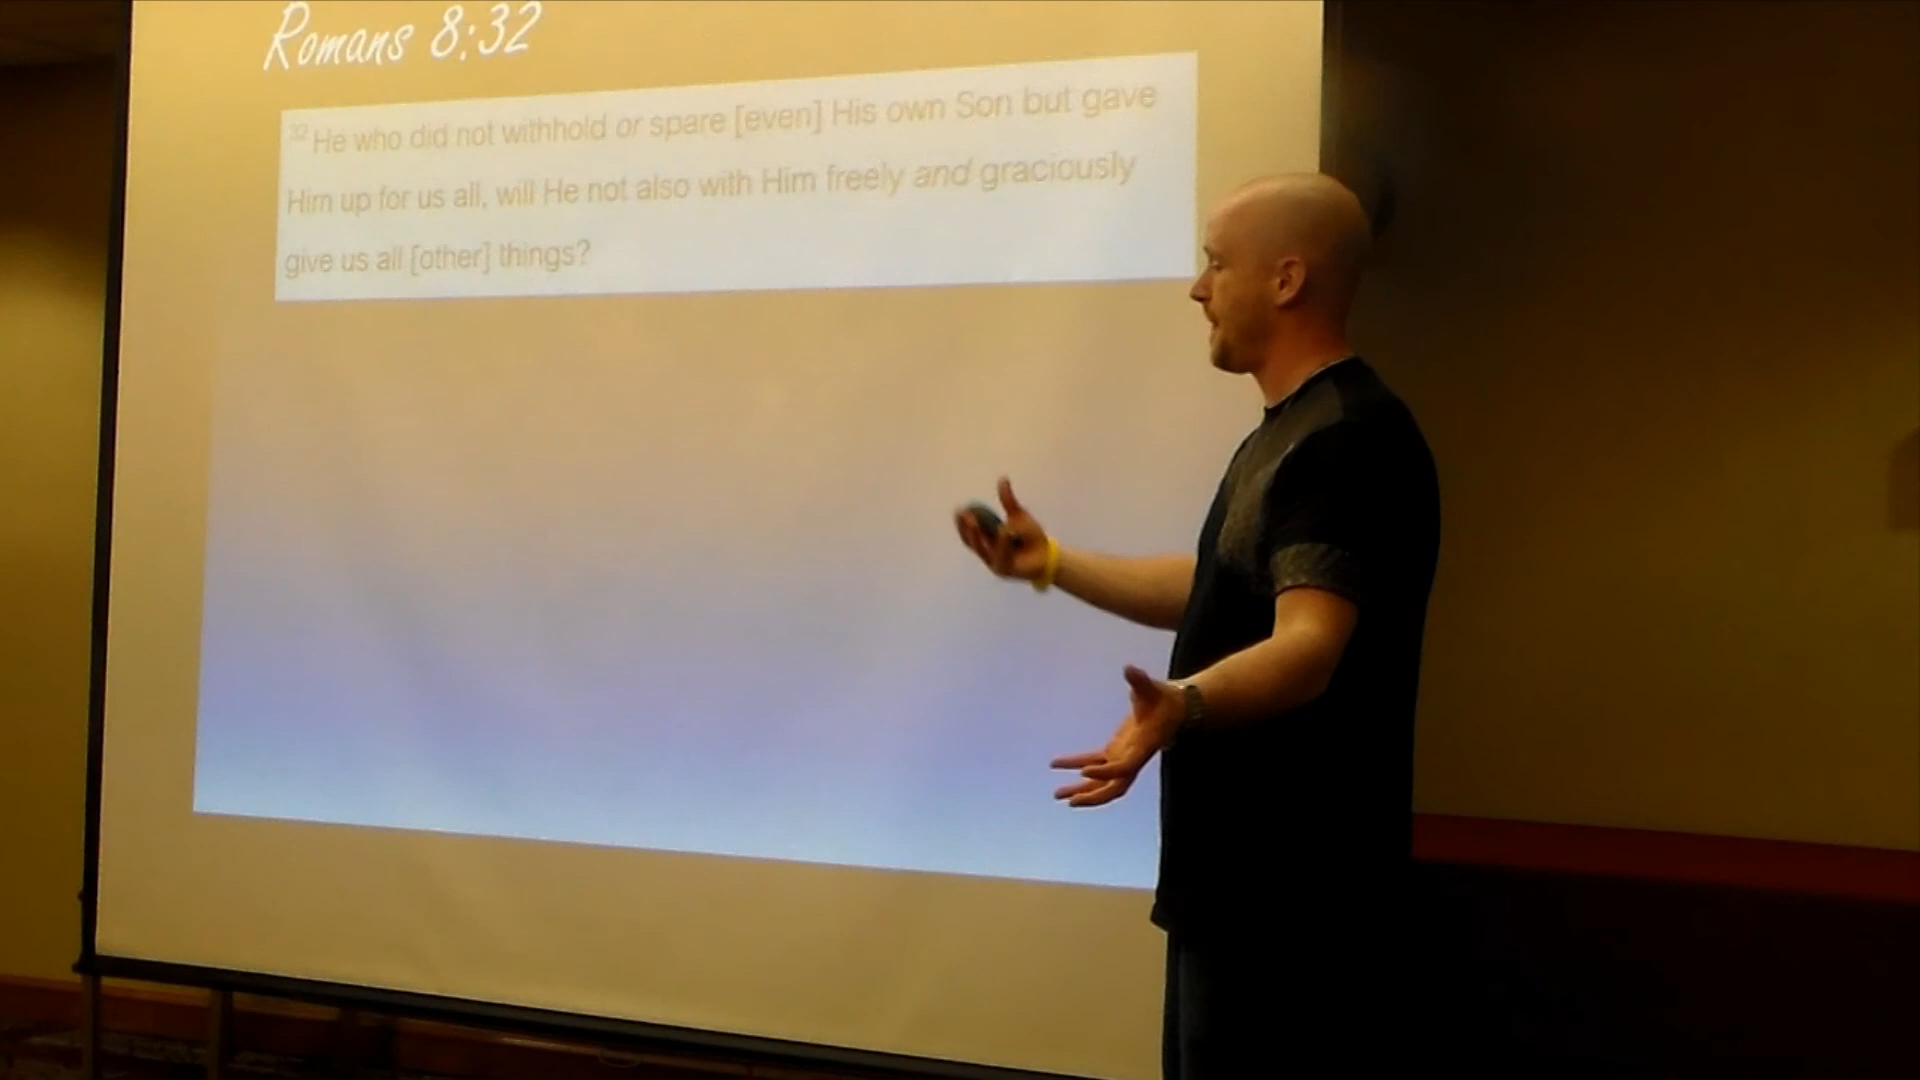 Romans 8:32
32 He who did not withhold or spare [even] His own Son but gave
Him up for us all, will He not also with Him freely and graciously
give us all [other] things?